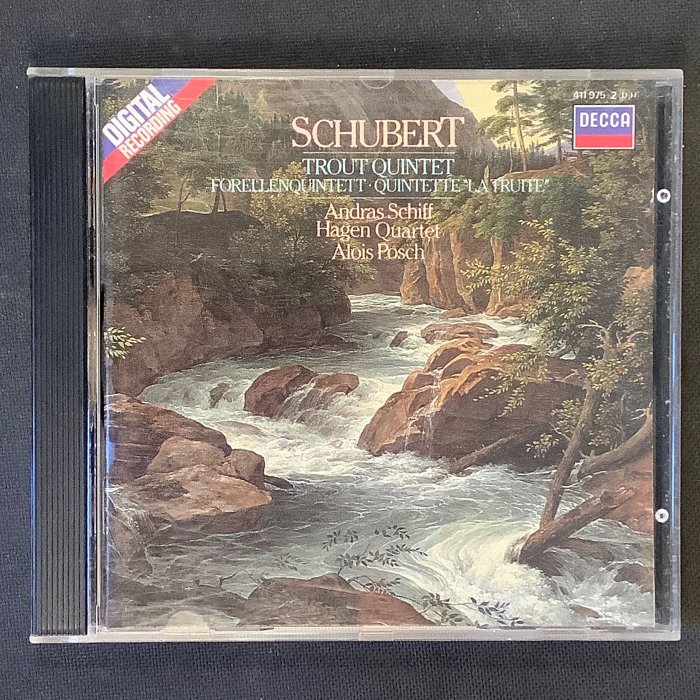 DIGITAL
RECORDING
411 975-2 DH
DECCA
SCHUBERT
TROUT QUINTET
FORELLENQUINTETT · QUINTETTE "LA TRUITE"
Andras Schiff
Hagen Quartet
Alois Posch